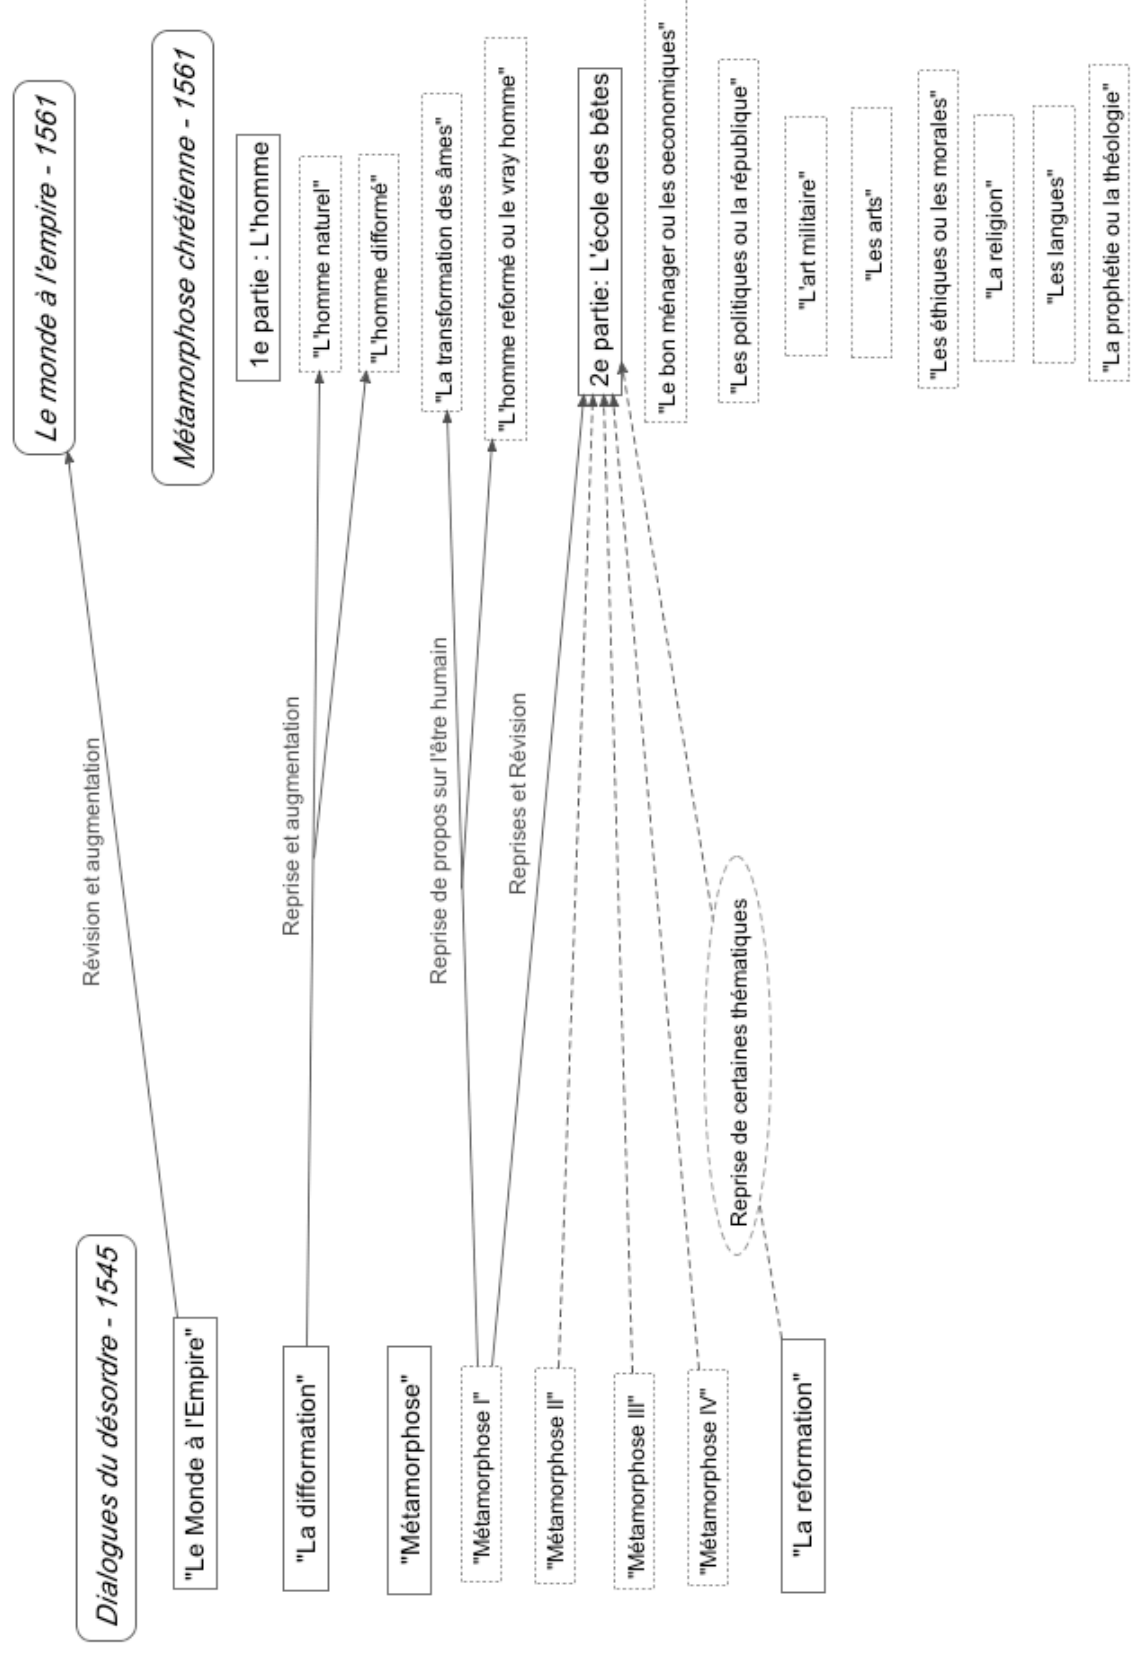 Dialogues du désordre - 1545
"Le Monde à l'Empire"
"La difformation"
"Métamorphose"
"Métamorphose I"
"Métamorphose II"
"Métamorphose III"
"Métamorphose IV"
"La reformation"
Révision et augmentation
Reprise et augmentation
Reprise de propos sur l'être humain
Reprises et Révision
Reprise de certaines thématiques
Le monde à l'empire - 1561
Métamorphose chrétienne - 1561
1e partie : L'homme
"L'homme naturel"
"L'homme difformé"
"La transformation des âmes"
"L'homme reformé ou le vray homme"
2e partie: L'école des bêtes
"Le bon ménager ou les oeconomiques"
"Les politiques ou la république"
"L'art militaire"
"Les arts"
"Les éthiques ou les morales"
"La religion"
"Les langues"
"La prophétie ou la théologie"